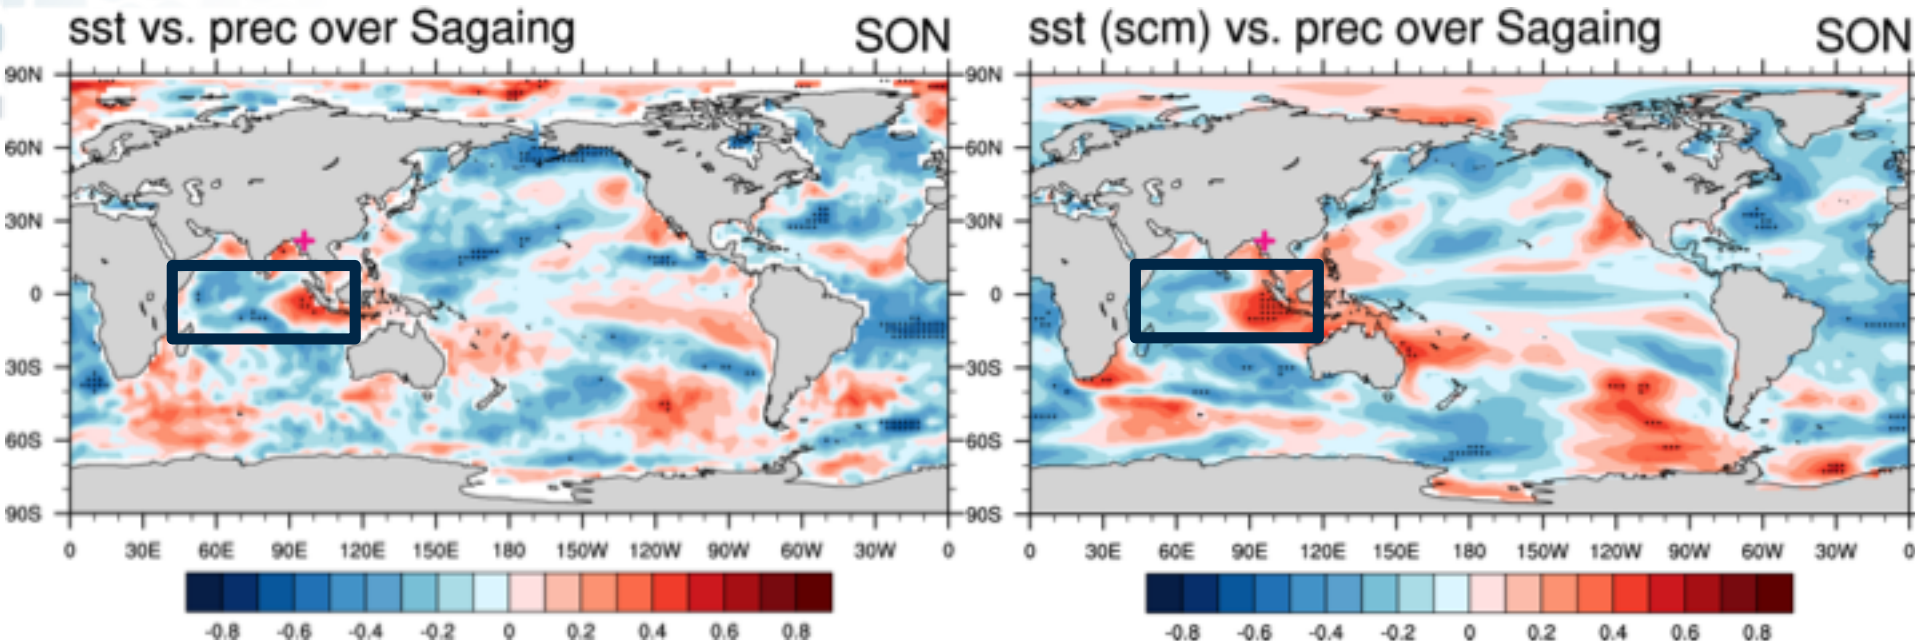 sst vs. prec over Sagaing
SON
90N
60N
30N
0
30S
60S
90S
0 30E 60E 90E 120E 150E 180 150W 120W 90W 60W 30W 0
-0.8 -0.6 -0.4 -0.2 0 0.2 0.4 0.6 0.8
sst (scm) vs. prec over Sagaing
SON
90N
60N
30N
0
30S
60S
90S
0 30E 60E 90E 120E 150E 180 150W 120W 90W 60W 30W 0
-0.8 -0.6 -0.4 -0.2 0 0.2 0.4 0.6 0.8